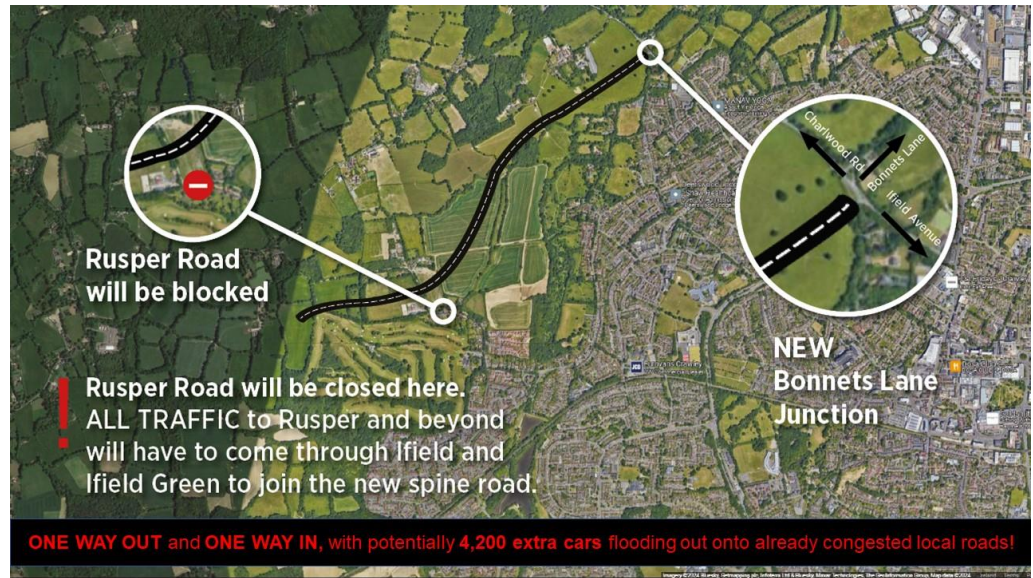 Charlwood Rd
Bonnets Lane
Ifield Avenue
Rusper Road
will be blocked
NEW
Bonnets Lane
Junction
! Rusper Road will be closed here.
ALL TRAFFIC to Rusper and beyond
will have to come through Ifield and
Ifield Green to join the new spine road.
ONE WAY OUT and ONE WAY IN, with potentially 4,200 extra cars flooding out onto already congested local roads!